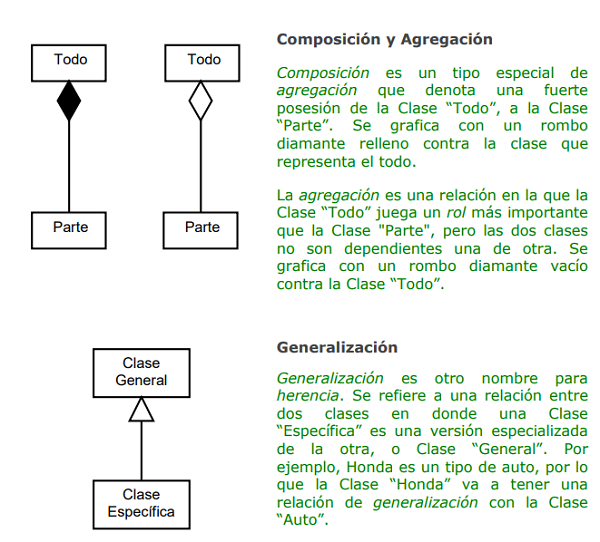 Todo
Todo
Parte
Parte
Composición y Agregación
Composición es un tipo especial de
agregación que denota una fuerte
posesión de la Clase “Todo”, a la Clase
“Parte”. Se grafica con un rombo
diamante relleno contra la clase que
representa el todo.
La agregación es una relación en la que la
Clase “Todo” juega un rol más importante
que la Clase "Parte", pero las dos clases
no son dependientes una de otra. Se
grafica con un rombo diamante vacío
contra la Clase “Todo”.
Clase
General
Clase
Específica
Generalización
Generalización es otro nombre para
herencia. Se refiere a una relación entre
dos clases en donde una Clase
“Específica” es una versión especializada
de la otra, o Clase “General”. Por
ejemplo, Honda es un tipo de auto, por lo
que la Clase “Honda” va a tener una
relación de generalización con la Clase
“Auto”.